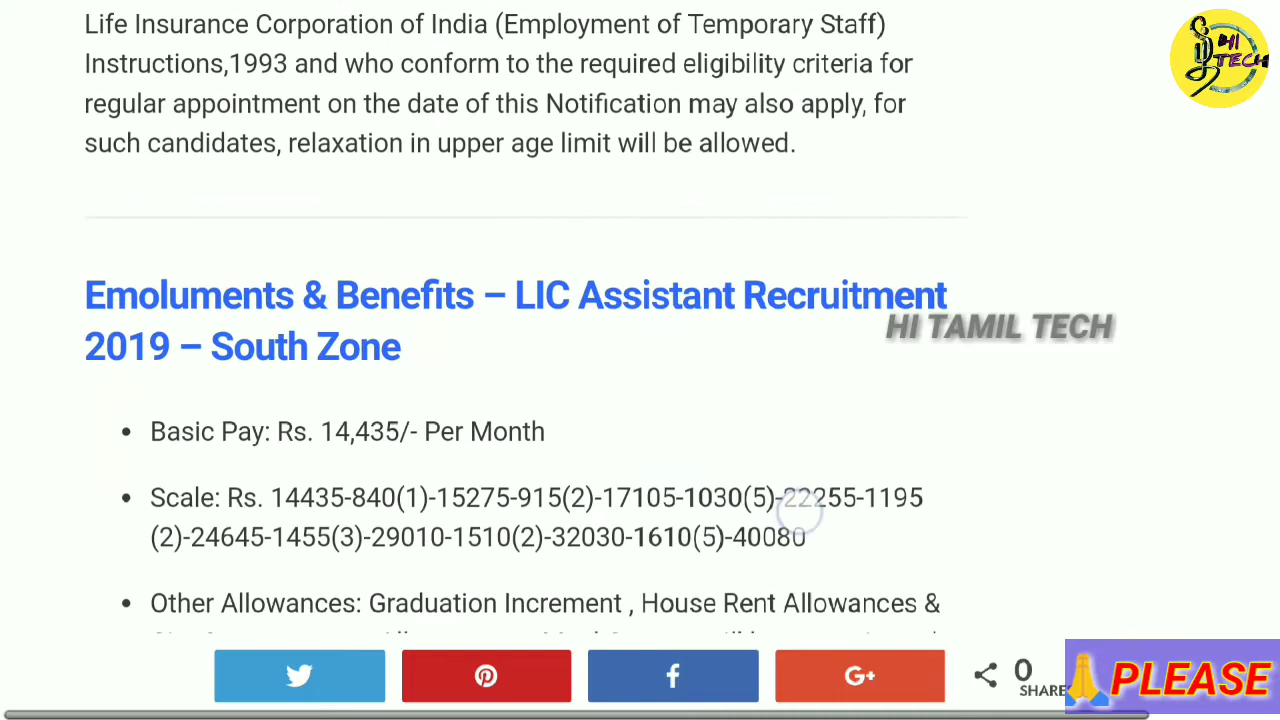 Life Insurance Corporation of India (Employment of Temporary Staff)
Instructions,1993 and who conform to the required eligibility criteria for
regular appointment on the date of this Notification may also apply, for
such candidates, relaxation in upper age limit will be allowed.
HI
TECH
Emoluments & Benefits – LIC Assistant Recruitment
2019 – South Zone
HI TAMIL TECH
• Basic Pay: Rs. 14,435/- Per Month
• Scale: Rs. 14435-840(1)-15275-915(2)-17105-1030(5)-22255-1195
(2)-24645-1455(3)-29010-1510(2)-32030-1610(5)-40080
• Other Allowances: Graduation Increment , House Rent Allowances &
G+
0
SHARE
PLEASE